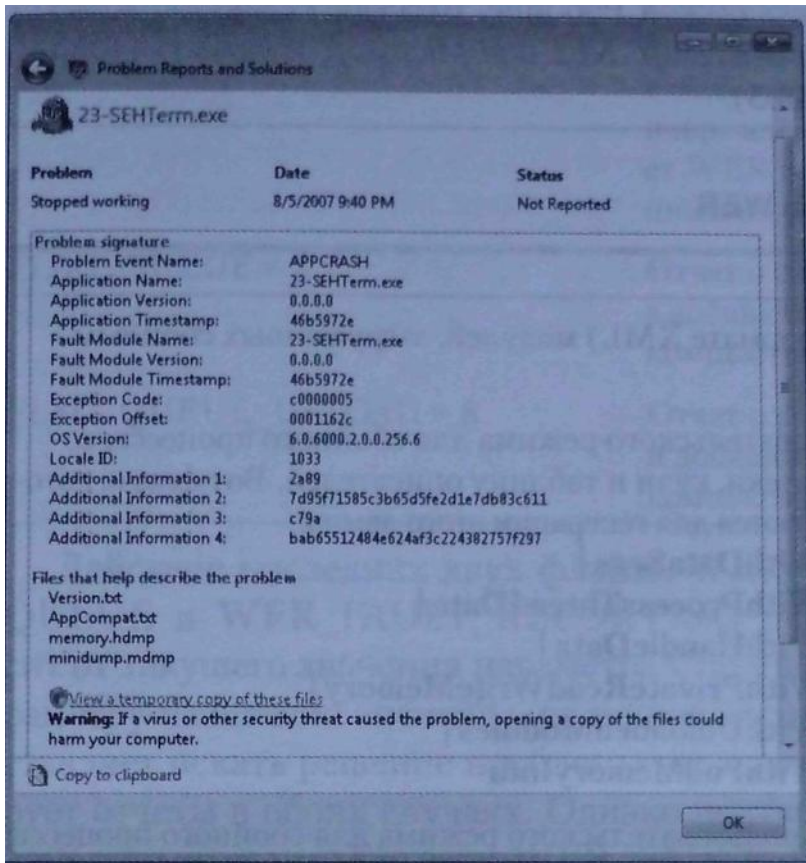 Problem Reports and Solutions
23-SEHTerm.exe
Problem Date Status
Stopped working 8/5/2007 9:40 PM Not Reported
Problem signature
Problem Event Name: APPCRASH
Application Name: 23-SEHTerm.exe
Application Version: 0.0.0.0
Application Timestamp: 46b5972e
Fault Module Name: 23-SEHTerm.exe
Fault Module Version: 0.0.0.0
Fault Module Timestamp: 46b5972e
Exception Code: c0000005
Exception Offset: 0001162c
OS Version: 6.0.6000.2.0.0.256.6
Locale ID: 1033
Additional Information 1: 2a89
Additional Information 2: 7d95f71585c3b65d5fe2d1e7db83c611
Additional Information 3: c79a
Additional Information 4: bab65512484e624af3c224382757f297
Files that help describe the problem
Version.txt
AppCompat.txt
memory.hdmp
minidump.mdmp
View a temporary copy of these files
Warning: If a virus or other security threat caused the problem, opening a copy of the files could
harm your computer.
Copy to clipboard
OK